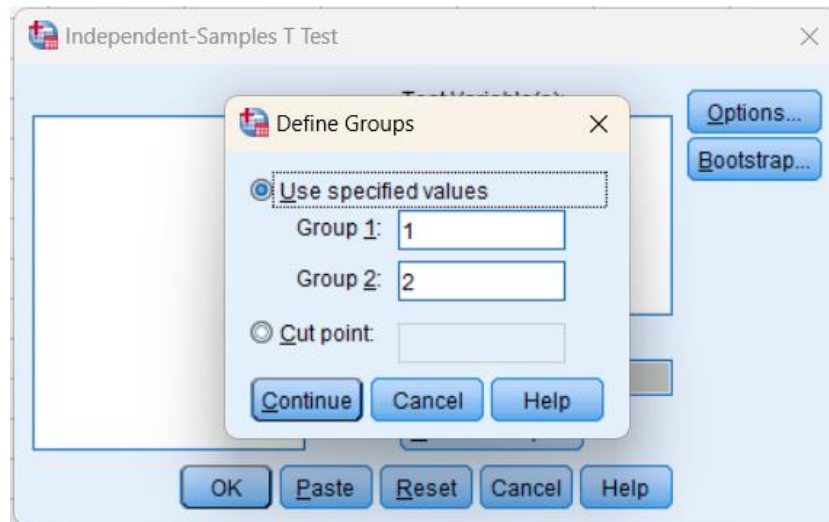 Independent-Samples T Test
Options...
Bootstrap...
Define Groups
Use specified values
Group 1: 1
Group 2: 2
Cut point:
Continue Cancel Help
OK Paste Reset Cancel Help